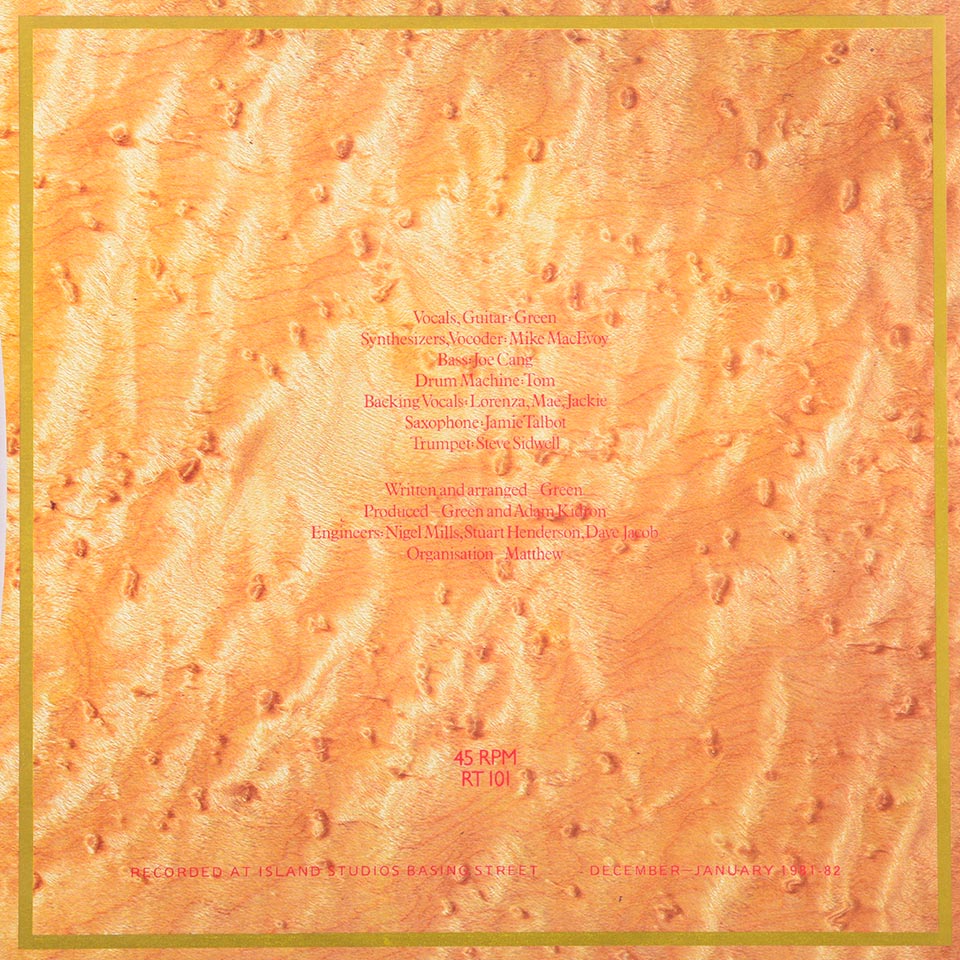 Vocals, Guitar: Green
Synthesizers, Vocoder: Mike MacEvoy
Bass: Joe Cang
Drum Machine: Tom
Backing Vocals: Lorenza, Mae, Jackie
Saxophone: Jamie Talbot
Trumpet: Steve Sidwell
Written and arranged – Green
Produced – Green and Adam Kidron
Engineers: Nigel Mills, Stuart Henderson, Dave Jacob
Organisation – Matthew
45 RPM
RT 101
RECORDED AT ISLAND STUDIOS BASING STREET DECEMBER–JANUARY 1981-82